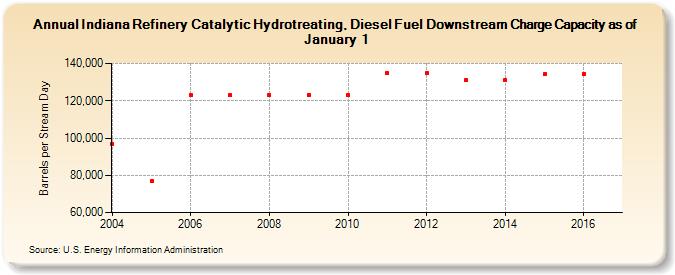 Annual Indiana Refinery Catalytic Hydrotreating, Diesel Fuel Downstream Charge Capacity as of
January 1
Barrels per Stream Day
140,000
120,000
100,000
80,000
60,000
2004 2006 2008 2010 2012 2014 2016
Source: U.S. Energy Information Administration